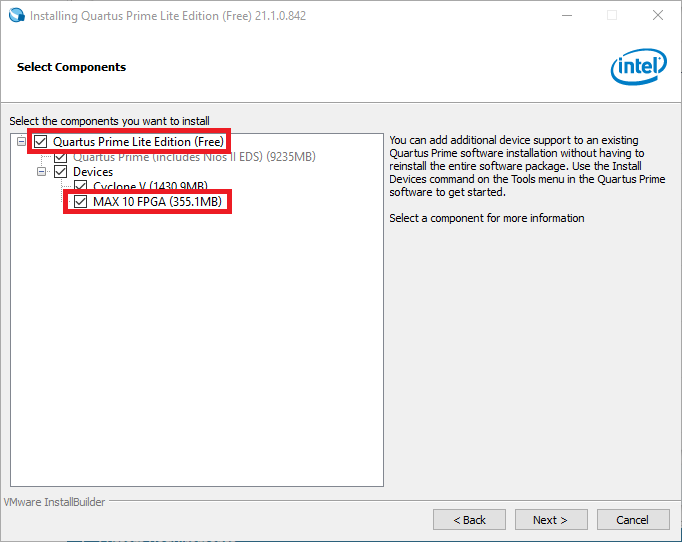 Installing Quartus Prime Lite Edition (Free) 21.1.0.842
Select Components
intel
Select the components you want to install
Quartus Prime Lite Edition (Free)
Quartus Prime (includes Nios II EDS) (9235MB)
Devices
Cyclone V (1430.9MB)
MAX 10 FPGA (355.1MB)
You can add additional device support to an existing
Quartus Prime software installation without having to
reinstall the entire software package. Use the Install
Devices command on the Tools menu in the Quartus Prime
software to get started.
Select a component for more information
VMware InstallBuilder
< Back
Next >
Cancel